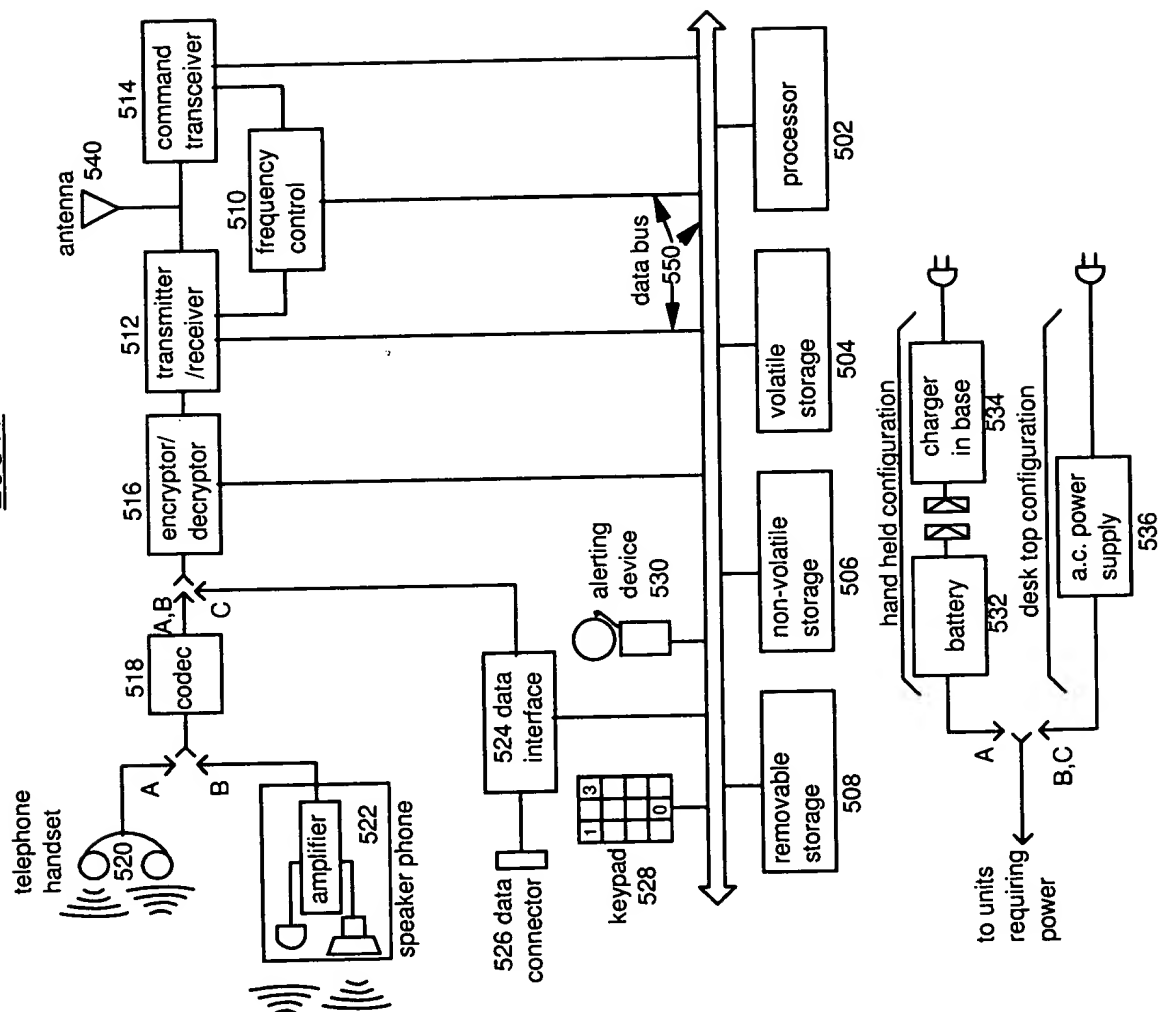 telephone
handset
520
A
B
amplifier
522
speaker phone
518
codec
A,B
C
516
encryptor/
decryptor
512
transmitter
/receiver
antenna
540
514
command
transceiver
510
frequency
control
526 data
connector
524 data
interface
alerting
device
530
data bus
550
keypad
528
1
3
0
removable
storage
508
non-volatile
storage
506
volatile
storage
504
processor
502
to units
requiring
power
A
B,C
hand held configuration
battery
532
charger
in base
534
desk top configuration
a.c. power
supply
536